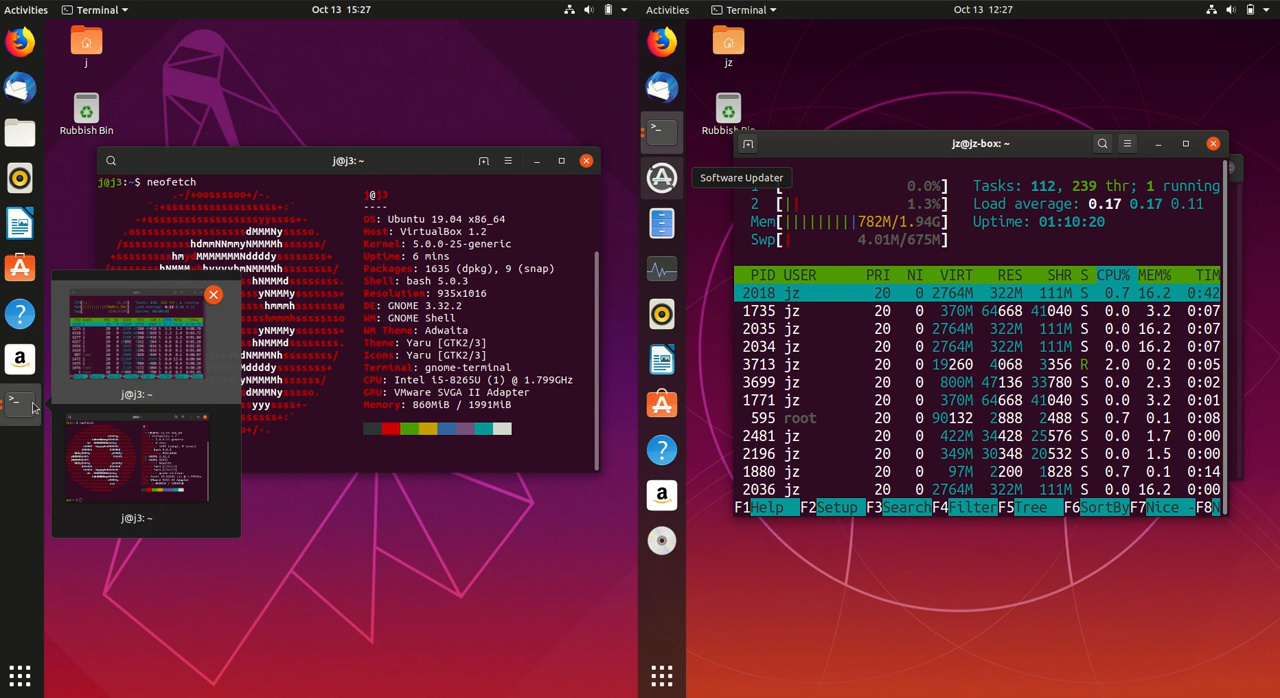 Activities Terminal Oct 13 15:27
j
Rubbish Bin
j@j3: ~
j@j3:~$ neofetch
j@j3
----
OS: Ubuntu 19.04 x86_64
Host: VirtualBox 1.2
Kernel: 5.0.0-25-generic
Uptime: 6 mins
Packages: 1635 (dpkg), 9 (snap)
Shell: bash 5.0.3
Resolution: 935x1016
DE: GNOME 3.32.2
WM: GNOME Shell
WM Theme: Adwaita
Theme: Yaru [GTK2/3]
Icons: Yaru [GTK2/3]
Terminal: gnome-terminal
CPU: Intel i5-8265U (1) @ 1.799GHz
GPU: VMware SVGA II Adapter
Memory: 860MiB / 1991MiB
j@j3: ~
j@j3: ~
Activities Terminal Oct 13 12:27
jz
Rubbish Bin
jz@jz-box: ~
Software Updater
1 [ 0.0%] Tasks: 112, 239 thr; 1 running
2 [|| 1.3%] Load average: 0.17 0.17 0.11
Mem[|||||||||782M/1.94G] Uptime: 01:10:20
Swp[| 4.01M/675M]
PID USER PRI NI VIRT RES SHR S CPU% MEM% TIM
2018 jz 20 0 2764M 322M 111M S 0.7 16.2 0:42
1735 jz 20 0 370M 64668 41040 S 0.7 3.2 0:07
2035 jz 20 0 2764M 322M 111M S 0.0 16.2 0:07
2034 jz 20 0 2764M 322M 111M S 0.0 16.2 0:07
3713 jz 20 0 19260 4068 3356 R 2.0 0.2 0:05
3699 jz 20 0 800M 47136 33780 S 0.0 2.3 0:02
1771 jz 20 0 370M 64668 41040 S 0.0 3.2 0:01
595 root 20 0 90132 2888 2488 S 0.7 0.1 0:08
2481 jz 20 0 422M 34428 25576 S 0.0 1.7 0:00
2196 jz 20 0 349M 30348 20532 S 0.0 1.5 0:00
1880 jz 20 0 97M 2200 1828 S 0.7 0.1 0:14
2036 jz 20 0 2764M 322M 111M S 0.0 16.2 0:00
F1Help F2Setup F3SearchF4FilterF5Tree F6SortByF7Nice -F8N